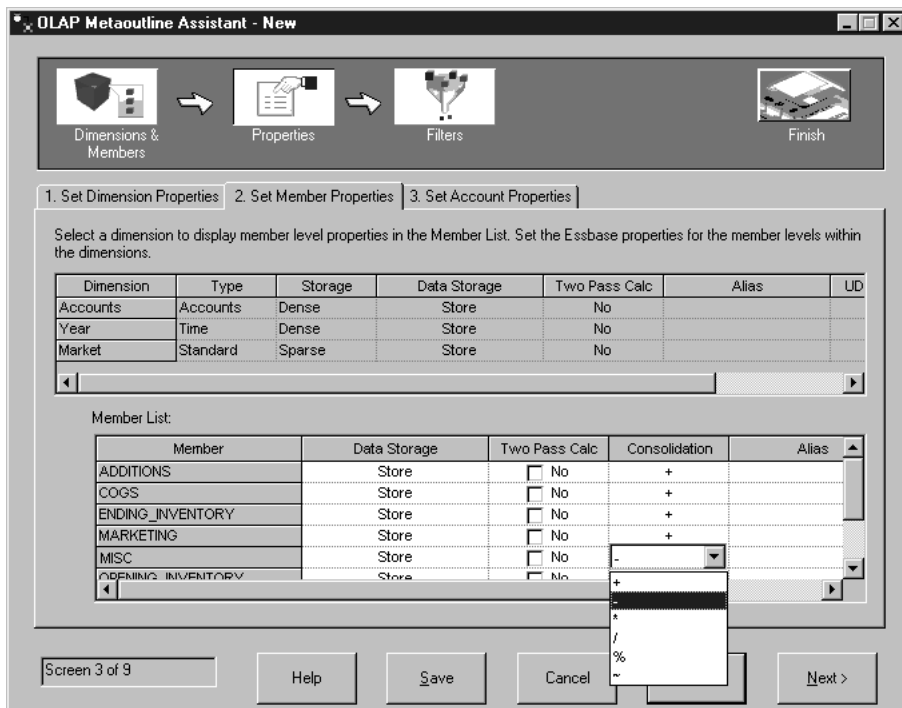 OLAP Metaoutline Assistant - New
Dimensions & Members
Properties
Filters
Finish
1. Set Dimension Properties 2. Set Member Properties 3. Set Account Properties
Select a dimension to display member level properties in the Member List. Set the Essbase properties for the member levels within
the dimensions.
Dimension Type Storage Data Storage Two Pass Calc Alias UD
Accounts Accounts Dense Store No
Year Time Dense Store No
Market Standard Sparse Store No
Member List:
Member Data Storage Two Pass Calc Consolidation Alias
ADDITIONS Store No +
COGS Store No +
ENDING_INVENTORY Store No +
MARKETING Store No +
MISC Store No -
OPENING_INVENTORY Store No
+
-
*
/
%
~
Screen 3 of 9 Help Save Cancel Next >